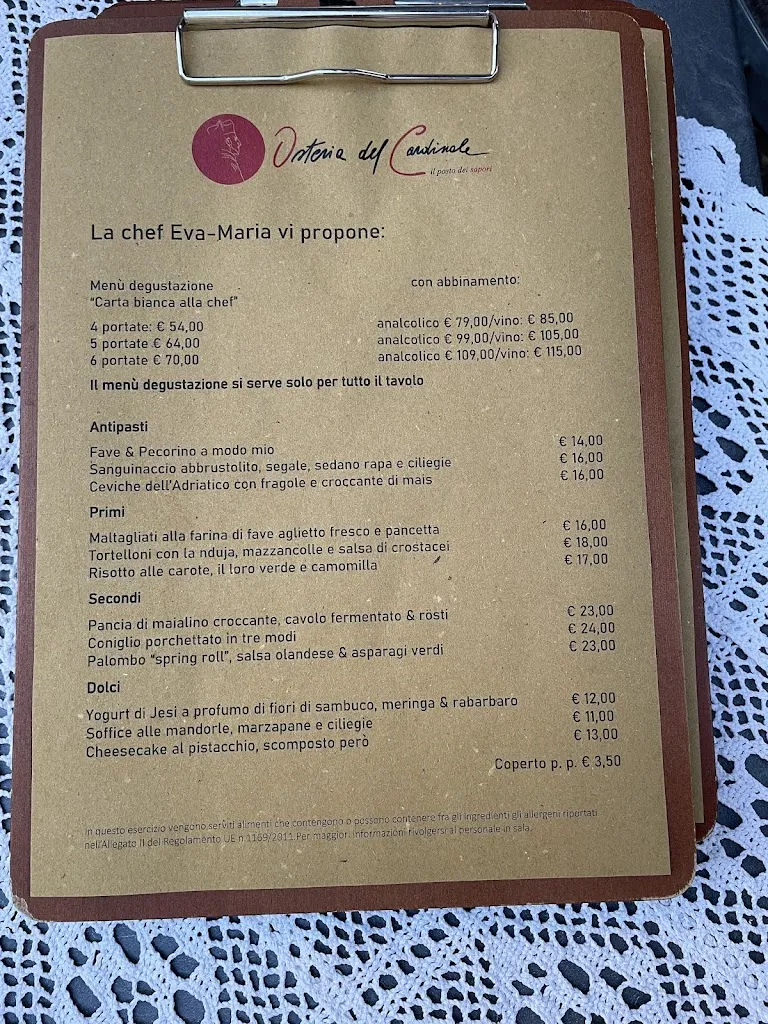 Osteria del Cardinale
il posto dei sapori
La chef Eva-Maria vi propone:
Menù degustazione
"Carta bianca alla chef"
con abbinamento:
4 portate: € 54,00 analcolico € 79,00/vino: € 85,00
5 portate € 64,00 analcolico € 99,00/vino: € 105,00
6 portate € 70,00 analcolico € 109,00/vino: € 115,00
Il menù degustazione si serve solo per tutto il tavolo
Antipasti
Fave & Pecorino a modo mio € 14,00
Sanguinaccio abbrustolito, segale, sedano rapa e ciliegie € 16,00
Ceviche dell'Adriatico con fragole e croccante di mais € 16,00
Primi
Maltagliati alla farina di fave aglietto fresco e pancetta € 16,00
Tortelloni con la nduja, mazzancolle e salsa di crostacei € 18,00
Risotto alle carote, il loro verde e camomilla € 17,00
Secondi
Pancia di maialino croccante, cavolo fermentato & rösti € 23,00
Coniglio porchettato in tre modi € 24,00
Palombo "spring roll", salsa olandese & asparagi verdi € 23,00
Dolci
Yogurt di Jesi a profumo di fiori di sambuco, meringa & rabarbaro € 12,00
Soffice alle mandorle, marzapane e ciliegie € 11,00
Cheesecake al pistacchio, scomposto però € 13,00
Coperto p. p. € 3,50
In questo esercizio vengono serviti alimenti che contengono o possono contenere fra gli ingredienti gli allergeni riportati
nell'Allegato II del Regolamento UE n.1169/2011.Per maggiori informazioni rivolgersi al personale in sala.